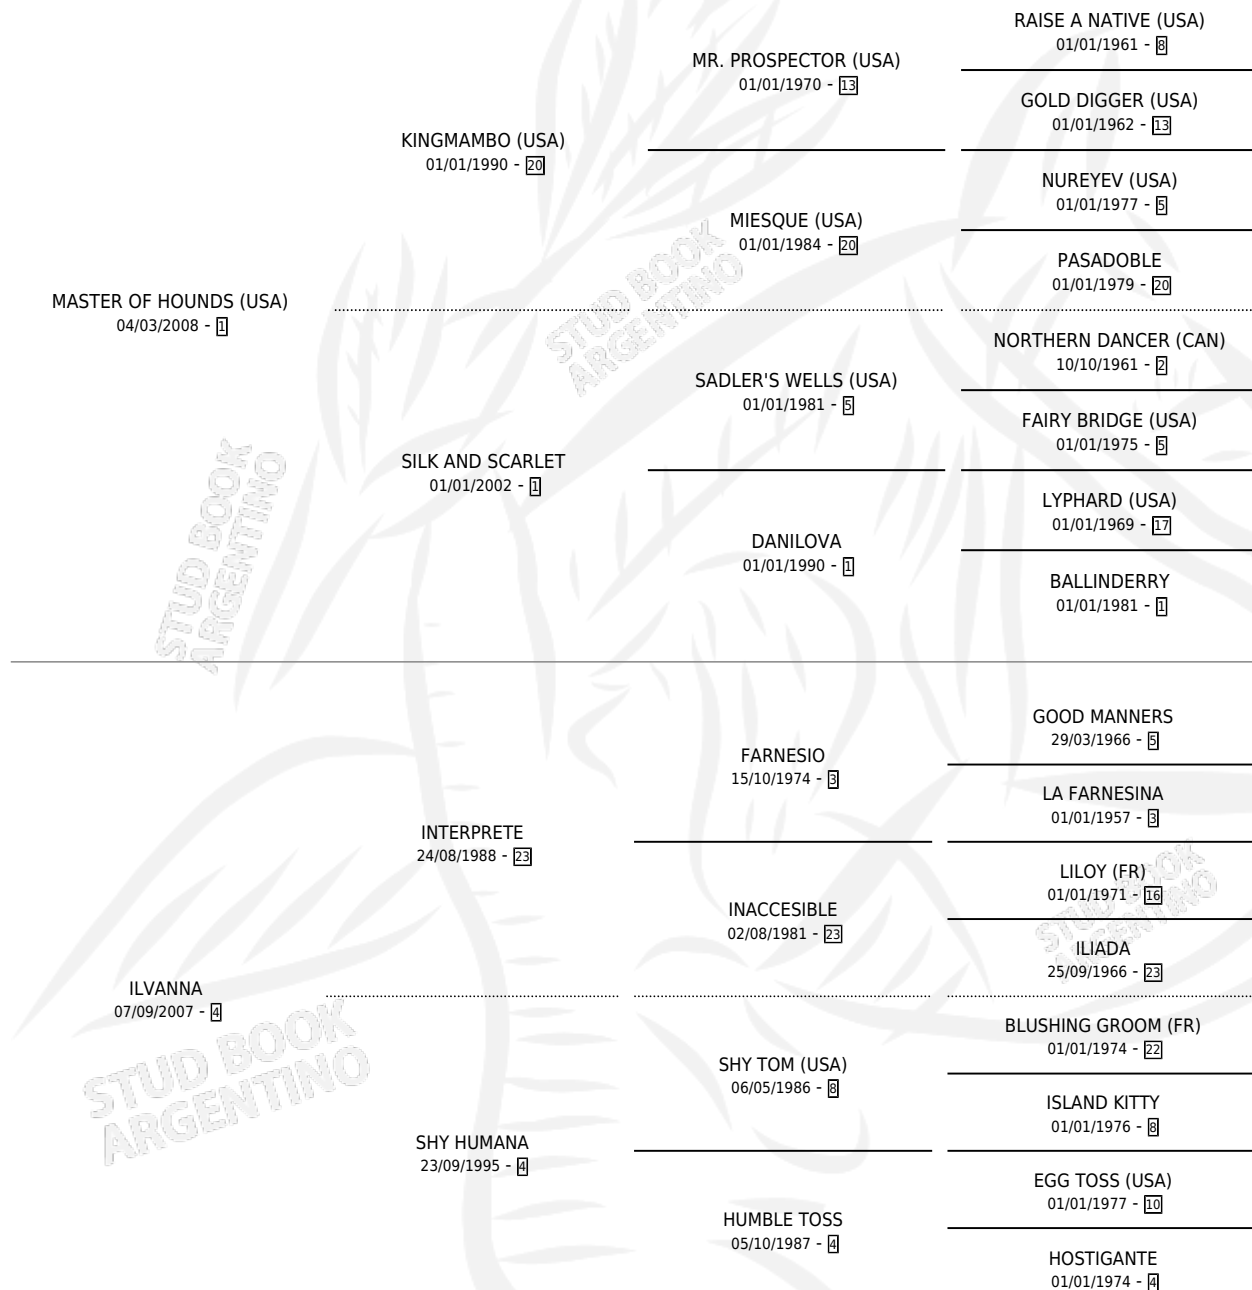 RAISE A NATIVE (USA)
01/01/1961 - 8
MR. PROSPECTOR (USA)
01/01/1970 - 13
GOLD DIGGER (USA)
01/01/1962 - 13
KINGMAMBO (USA)
01/01/1990 - 20
NUREYEV (USA)
01/01/1977 - 5
MIESQUE (USA)
01/01/1984 - 20
PASADOBLE
01/01/1979 - 20
MASTER OF HOUNDS (USA)
04/03/2008 - 1
STUD BOOK
ARGENTINO
NORTHERN DANCER (CAN)
10/10/1961 - 2
SADLER'S WELLS (USA)
01/01/1981 - 5
FAIRY BRIDGE (USA)
01/01/1975 - 5
SILK AND SCARLET
01/01/2002 - 1
LYPHARD (USA)
01/01/1969 - 17
DANILOVA
01/01/1990 - 1
BALLINDERRY
01/01/1981 - 1
STUD BOOK
ARGENTINO
GOOD MANNERS
29/03/1966 - 5
FARNESIO
15/10/1974 - 3
LA FARNESINA
01/01/1957 - 3
INTERPRETE
24/08/1988 - 23
LILOY (FR)
01/01/1971 - 16
INACCESIBLE
02/08/1981 - 23
STUD BOOK
ARGENTINO
ILIADA
25/09/1966 - 23
ILVANNA
07/09/2007 - 4
STUD BOOK
ARGENTINO
BLUSHING GROOM (FR)
01/01/1974 - 22
SHY TOM (USA)
06/05/1986 - 8
ISLAND KITTY
01/01/1976 - 8
SHY HUMANA
23/09/1995 - 4
EGG TOSS (USA)
01/01/1977 - 10
HUMBLE TOSS
05/10/1987 - 4
HOSTIGANTE
01/01/1974 - 4